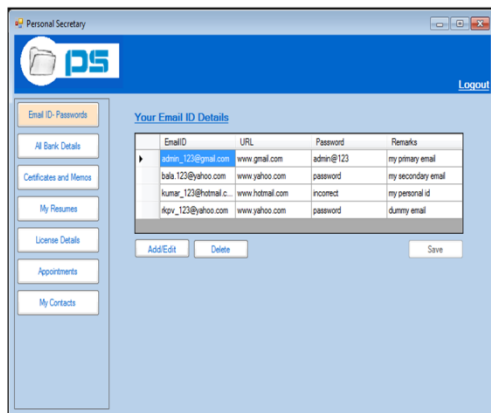 Personal Secretary
PS
Logout
Email ID- Passwords
All Bank Details
Certificates and Memos
My Resumes
License Details
Appointments
My Contacts
Your Email ID Details
EmailID URL Password Remarks
admin_123@gmail.com www.gmail.com admin@123 my primary email
bala.123@yahoo.com www.yahoo.com password my secondary email
kumar_123@hotmail.c... www.hotmail.com incorrect my personal id
rkpv_123@yahoo.com www.yahoo.com password dummy email
Add/Edit Delete Save